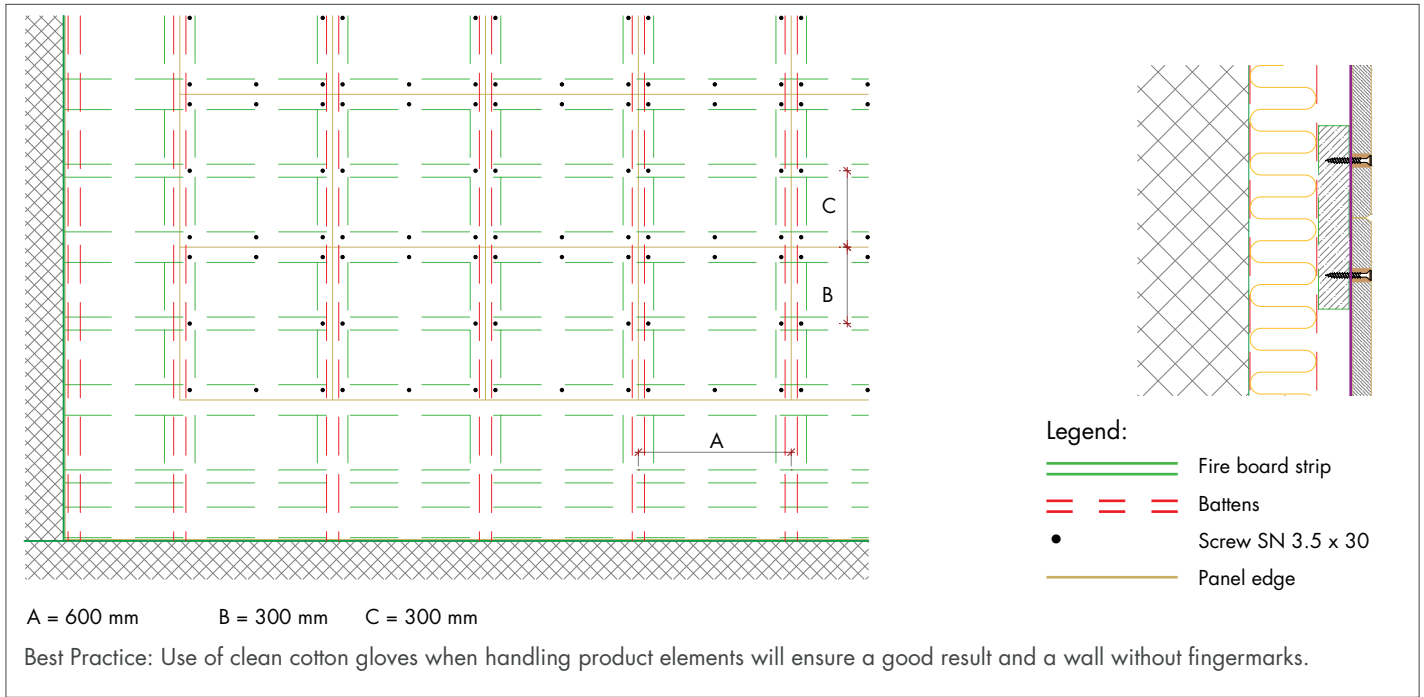 C
B
A
Legend:
Fire board strip
Battens
Screw SN 3.5 x 30
Panel edge
A = 600 mm B = 300 mm C = 300 mm
Best Practice: Use of clean cotton gloves when handling product elements will ensure a good result and a wall without fingermarks.